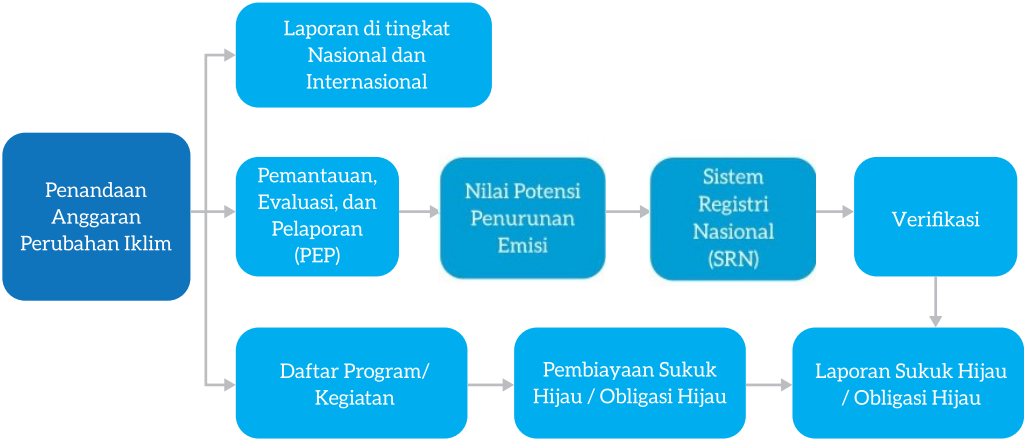 Laporan di tingkat
Nasional dan
Internasional
Penandaan
Anggaran
Perubahan Iklim
Pemantauan,
Evaluasi, dan
Pelaporan
(PEP)
Nilai Potensi
Penurunan
Emisi
Sistem
Registri
Nasional
(SRN)
Verifikasi
Daftar Program/
Kegiatan
Pembiayaan Sukuk
Hijau / Obligasi Hijau
Laporan Sukuk Hijau
/ Obligasi Hijau